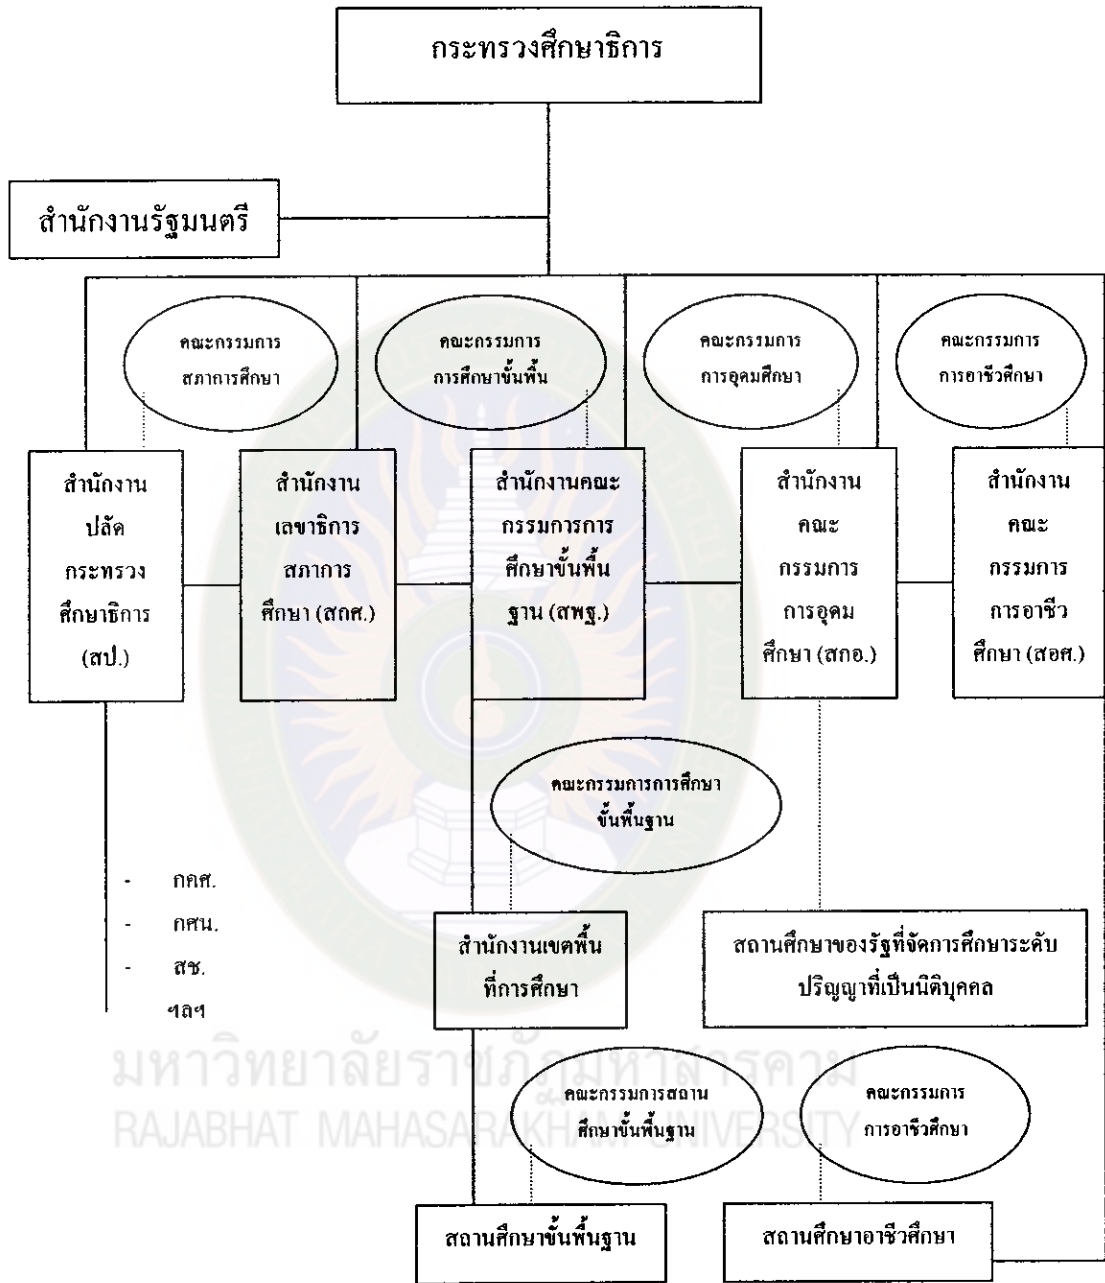 กระทรวงศึกษาธิการ
สำนักงานรัฐมนตรี
คณะกรรมการ
สภาการศึกษา
คณะกรรมการ
การศึกษาขั้นพื้น
คณะกรรมการ
การอุดมศึกษา
คณะกรรมการ
การอาชีวศึกษา
สำนักงาน
ปลัด
กระทรวง
ศึกษาธิการ
(สป.)
สำนักงาน
เลขาธิการ
สภาการ
ศึกษา (สกศ.)
สำนักงานคณะ
กรรมการการ
ศึกษาขั้นพื้น
ฐาน (สพฐ.)
สำนักงาน
คณะ
กรรมการ
การอุดม
ศึกษา (สกอ.)
สำนักงาน
คณะ
กรรมการ
การอาชีว
ศึกษา (สอศ.)
คณะกรรมการการศึกษา
ขั้นพื้นฐาน
- กคศ.
- กศน.
- สช.
ฯลฯ
สำนักงานเขตพื้น
ที่การศึกษา
สถานศึกษาของรัฐที่จัดการศึกษาระดับ
ปริญญาที่เป็นนิติบุคคล
มหาวิทยาลัยราชภัฏมหาสารคาม
RAJABHAT MAHASARAKHAM UNIVERSITY
คณะกรรมการสถาน
ศึกษาขั้นพื้นฐาน
คณะกรรมการ
การอาชีวศึกษา
สถานศึกษาขั้นพื้นฐาน
สถานศึกษาอาชีวศึกษา